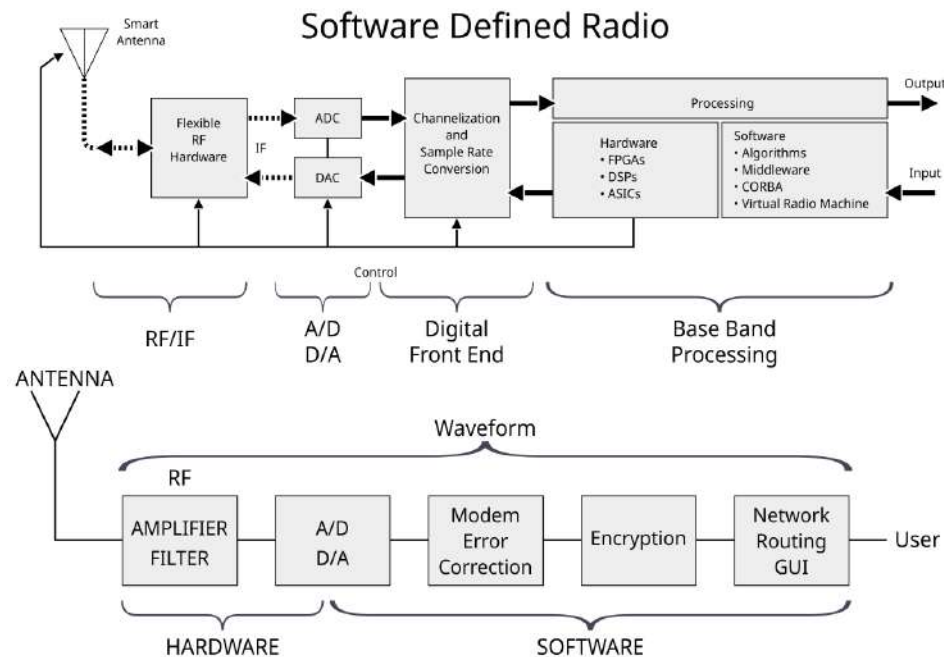 Software Defined Radio
Smart
Antenna
Flexible
RF
Hardware
IF
ADC
DAC
Channelization
and
Sample Rate
Conversion
Processing
Hardware
• FPGAs
• DSPs
• ASICs
Software
• Algorithms
• Middleware
• CORBA
• Virtual Radio Machine
Output
Input
Control
RF/IF
A/D
D/A
Digital
Front End
Base Band
Processing
ANTENNA
Waveform
RF
AMPLIFIER
FILTER
A/D
D/A
Modem
Error
Correction
Encryption
Network
Routing
GUI
User
HARDWARE
SOFTWARE